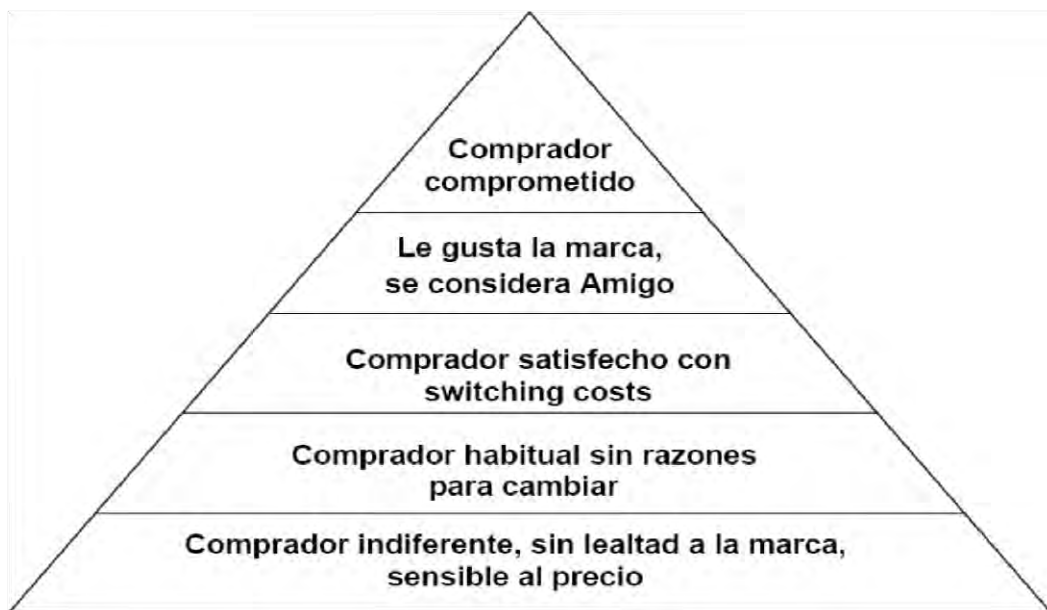 Comprador
comprometido
Le gusta la marca,
se considera Amigo
Comprador satisfecho con
switching costs
Comprador habitual sin razones
para cambiar
Comprador indiferente, sin lealtad a la marca,
sensible al precio